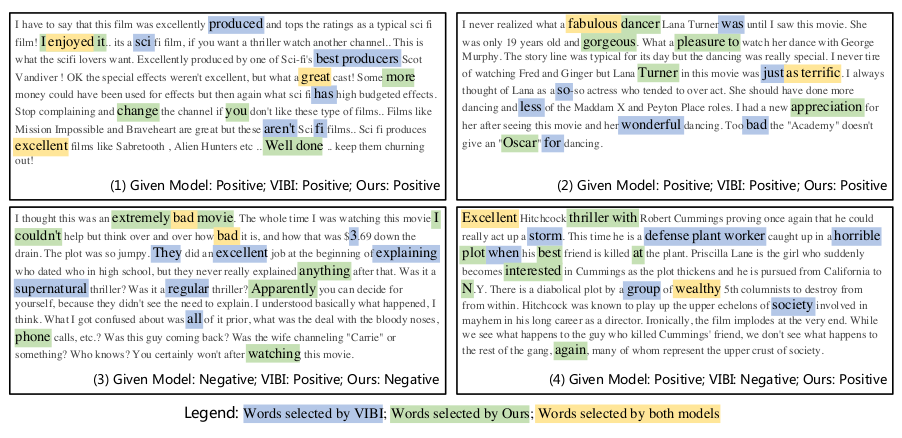 I have to say that this film was excellently produced and tops the ratings as a typical sci fi
film! I enjoyed it.. its a sci fi film, if you want a thriller watch another channel.. This is
what the scifi lovers want. Excellently produced by one of Sci-fi's best producers Scot
Vandiver ! OK the special effects weren't excellent, but what a great cast! Some more
money could have been used for effects but then again what sci fi has high budgeted effects.
Stop complaining and change the channel if you don't like these type of films.. Films like
Mission Impossible and Braveheart are great but these aren't Sci fi films.. Sci fi produces
excellent films like Sabretooth , Alien Hunters etc .. Well done .. keep them churning
out!
(1) Given Model: Positive; VIBI: Positive; Ours: Positive
I never realized what a fabulous dancer Lana Turner was until I saw this movie. She
was only 19 years old and gorgeous. What a pleasure to watch her dance with George
Murphy. The story line was typical for its day but the dancing was really special. I never tire
of watching Fred and Ginger but Lana Turner in this movie was just as terrific. I always
thought of Lana as a so-so actress who tended to over act. She should have done more
dancing and less of the Maddam X and Peyton Place roles. I had a new appreciation for
her after seeing this movie and her wonderful dancing. Too bad the "Academy" doesn't
give an "Oscar" for dancing.
(2) Given Model: Positive; VIBI: Positive; Ours: Positive
I thought this was an extremely bad movie. The whole time I was watching this movie I
couldn't help but think over and over how bad it is, and how that was $3.69 down the
drain. The plot was so jumpy. They did an excellent job at the beginning of explaining
who dated who in high school, but they never really explained anything after that. Was it a
supernatural thriller? Was it a regular thriller? Apparently you can decide for
yourself, because they didn't see the need to explain. I understood basically what happened, I
think. What I got confused about was all of it prior, what was the deal with the bloody noses,
phone calls, etc.? Was this guy coming back? Was the wife channeling "Carrie" or
something? Who knows? You certainly won't after watching this movie.
(3) Given Model: Negative; VIBI: Positive; Ours: Negative
Excellent Hitchcock thriller with Robert Cummings proving once again that he could
really act up a storm. This time he is a defense plant worker caught up in a horrible
plot when his best friend is killed at the plant. Priscilla Lane is the girl who suddenly
becomes interested in Cummings as the plot thickens and he is pursued from California to
N.Y. There is a diabolical plot by a group of wealthy 5th columnists to destroy from
from within. Hitchcock was known to play up the upper chelons of society involved in
mayhem in his long career as a director. Ironically, the film implodes at the very end. While
we see what happens to the guy who killed Cummings' friend, we don't see what happens to
the rest of the gang, again, many of whom represent the upper crust of society.
(4) Given Model: Positive; VIBI: Negative; Ours: Positive
Legend: Words selected by VIBI; Words selected by Ours; Words selected by both models